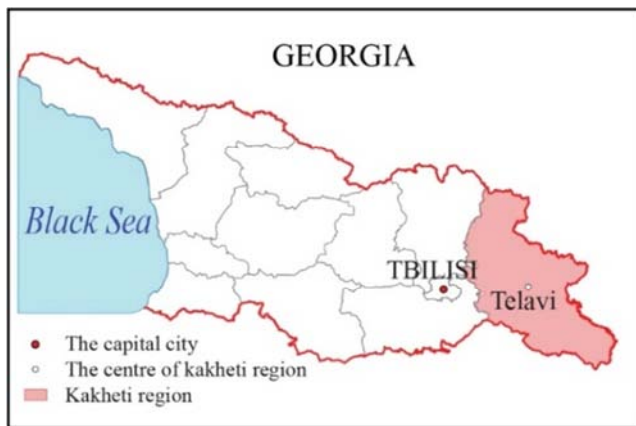 GEORGIA
Black Sea
TBILISI
Telavi
The capital city
The centre of kakheti region
Kakheti region